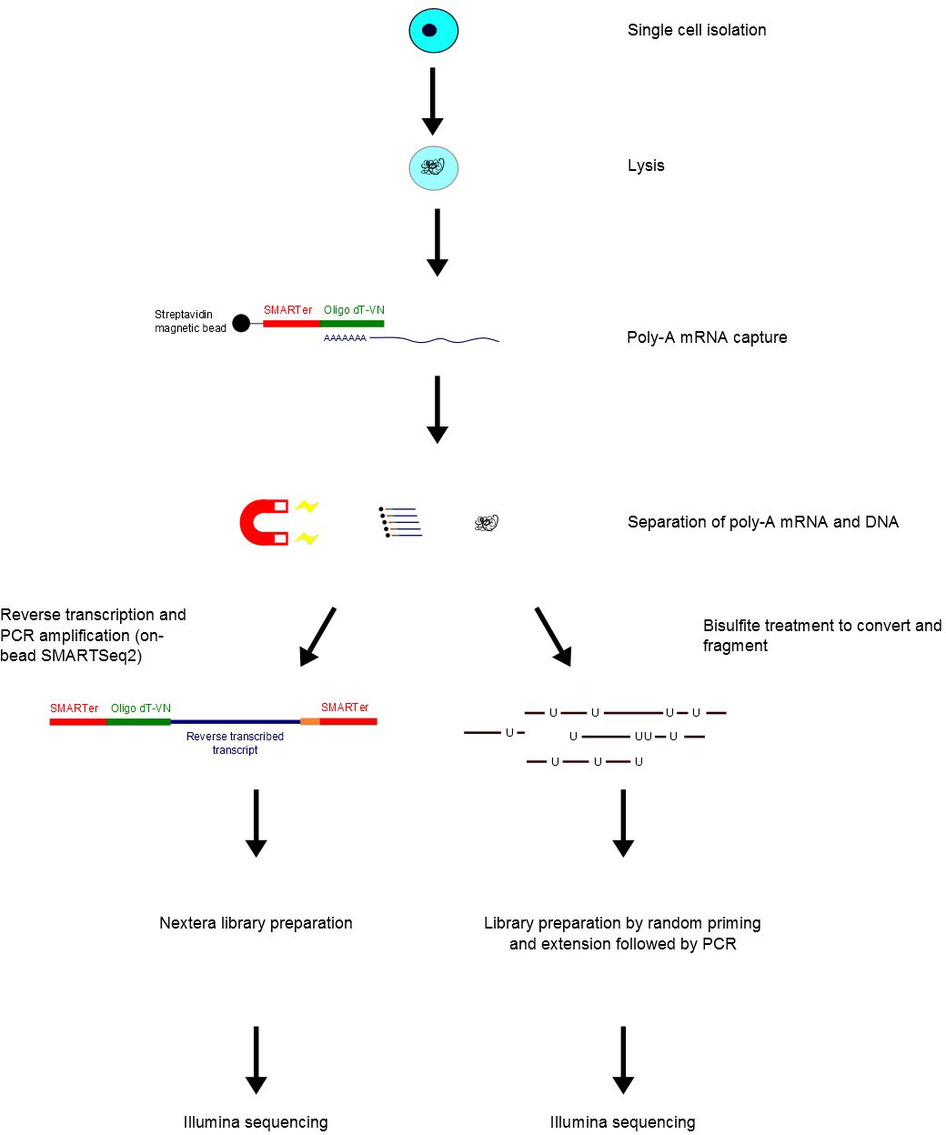 Single cell isolation
Lysis
SMARTer Oligo dT-VN
Streptavidin
magnetic bead
AAAAAAA
Poly-A mRNA capture
Separation of poly-A mRNA and DNA
Reverse transcription and
PCR amplification (on-
bead SMARTSeq2)
Bisulfite treatment to convert and
fragment
SMARTer Oligo dT-VN SMARTer
Reverse transcribed
transcript
U U U U
U U UU U
U U U
Nextera library preparation
Library preparation by random priming
and extension followed by PCR
Illumina sequencing
Illumina sequencing